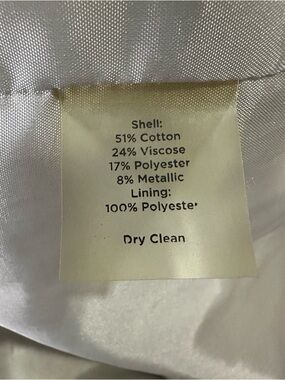 Shell:
51% Cotton
24% Viscose
17% Polyester
8% Metallic
Lining:
100% Polyester
Dry Clean